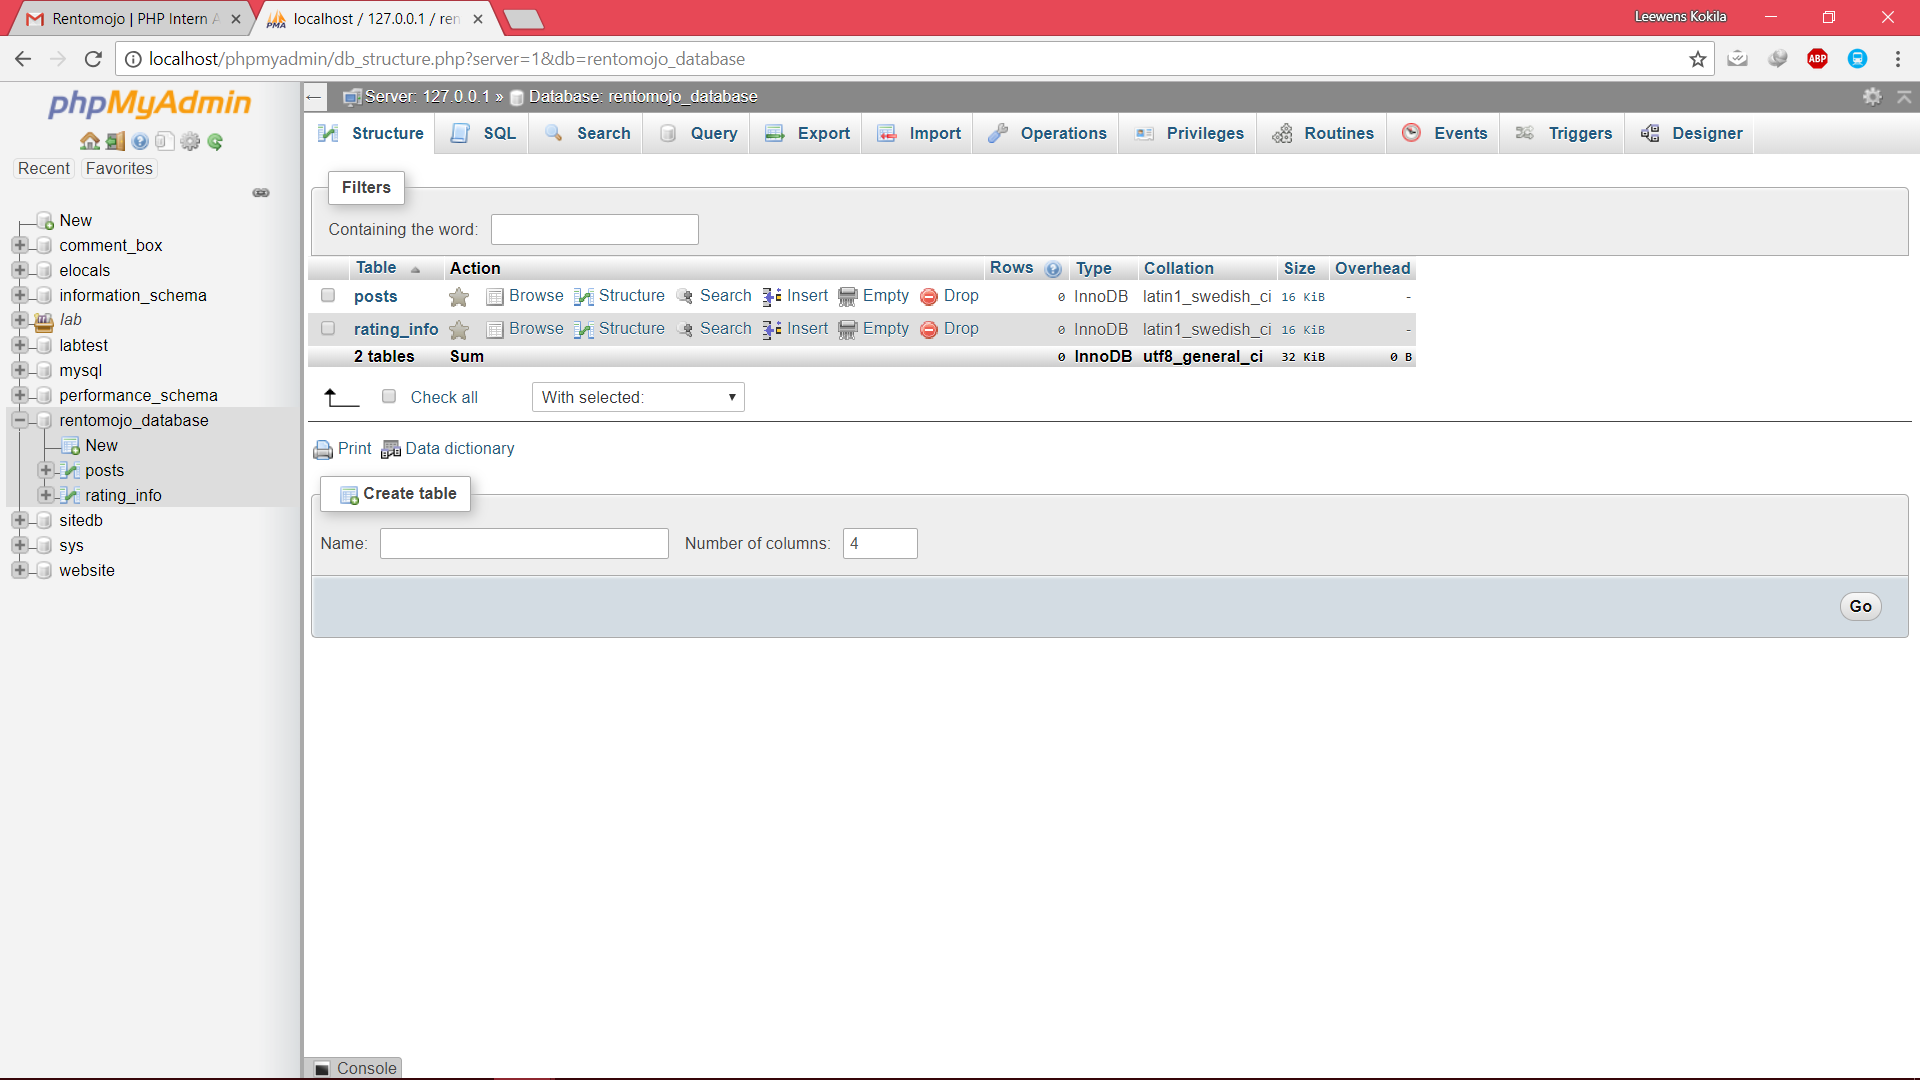 Rentomojo | PHP Intern A
localhost / 127.0.0.1 / ren
Leewens Kokila
localhost/phpmyadmin/db_structure.php?server=1&db=rentomojo_database
ABP
phpMyAdmin
Recent Favorites
New
comment_box
elocals
information_schema
lab
labtest
mysql
performance_schema
rentomojo_database
New
posts
rating_info
sitedb
sys
website
Server: 127.0.0.1 » Database: rentomojo_database
Structure SQL Search Query Export Import Operations Privileges Routines Events Triggers Designer
Filters
Containing the word:
Table Action Rows Type Collation Size Overhead
posts Browse Structure Search Insert Empty Drop 0 InnoDB latin1_swedish_ci 16 KiB -
rating_info Browse Structure Search Insert Empty Drop 0 InnoDB latin1_swedish_ci 16 KiB -
2 tables Sum 0 InnoDB utf8_general_ci 32 KiB 0 B
Check all With selected:
Print Data dictionary
Create table
Name: Number of columns: 4
Go
Console